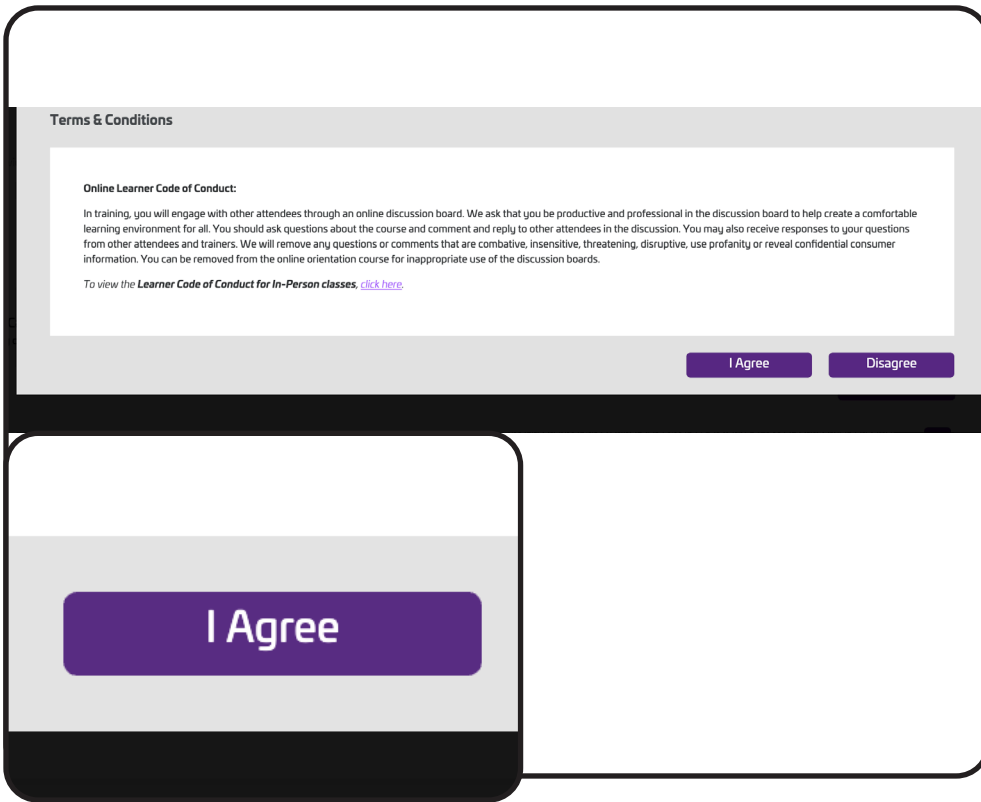 Terms & Conditions
Online Learner Code of Conduct:
In training, you will engage with other attendees through an online discussion board. We ask that you be productive and professional in the discussion board to help create a comfortable
learning environment for all. You should ask questions about the course and comment and reply to other attendees in the discussion. You may also receive responses to your questions
from other attendees and trainers. We will remove any questions or comments that are combative, insensitive, threatening, disruptive, use profanity or reveal confidential consumer
information. You can be removed from the online orientation course for inappropriate use of the discussion boards.
To view the Learner Code of Conduct for In-Person classes, click here.
I Agree Disagree
I Agree